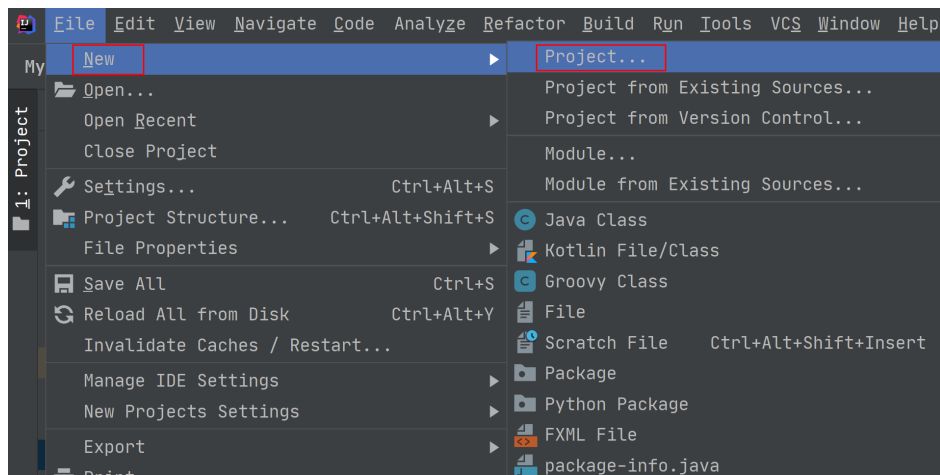 File Edit View Navigate Code Analyze Refactor Build Run Tools VCS Window Help
My
1: Project
New
Open...
Open Recent
Close Project
Settings... Ctrl+Alt+S
Project Structure... Ctrl+Alt+Shift+S
File Properties
Save All Ctrl+S
Reload All from Disk Ctrl+Alt+Y
Invalidate Caches / Restart...
Manage IDE Settings
New Projects Settings
Export
Print
Project...
Project from Existing Sources...
Project from Version Control...
Module...
Module from Existing Sources...
Java Class
Kotlin File/Class
Groovy Class
File
Scratch File Ctrl+Alt+Shift+Insert
Package
Python Package
FXML File
package-info.java